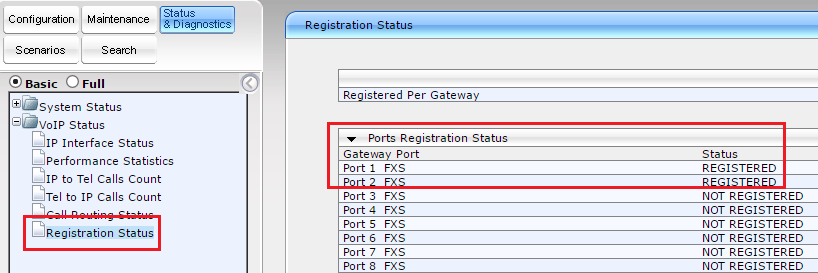 Configuration
Maintenance
Status
& Diagnostics
Scenarios
Search
Basic
Full
System Status
VoIP Status
IP Interface Status
Performance Statistics
IP to Tel Calls Count
Tel to IP Calls Count
Call Routing Status
Registration Status
Registration Status
Registered Per Gateway
Ports Registration Status
Gateway Port Status
Port 1 FXS REGISTERED
Port 2 FXS REGISTERED
Port 3 FXS NOT REGISTERED
Port 4 FXS NOT REGISTERED
Port 5 FXS NOT REGISTERED
Port 6 FXS NOT REGISTERED
Port 7 FXS NOT REGISTERED
Port 8 FXS NOT REGISTERED